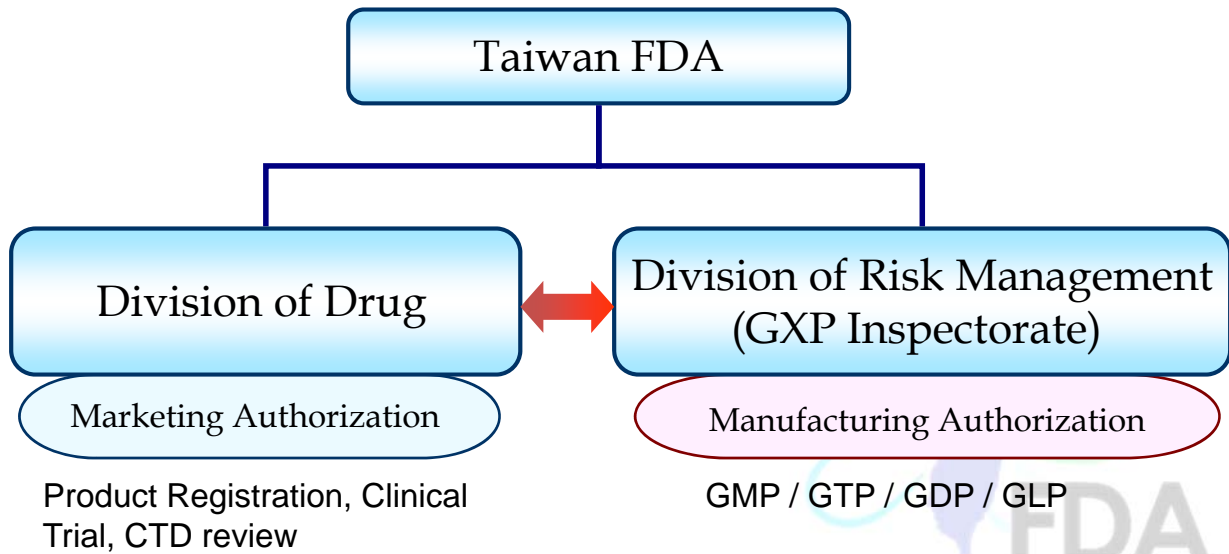 Taiwan FDA
Division of Drug
Division of Risk Management
(GXP Inspectorate)
Marketing Authorization
Manufacturing Authorization
Product Registration, Clinical
Trial, CTD review
GMP / GTP / GDP / GLP
FDA